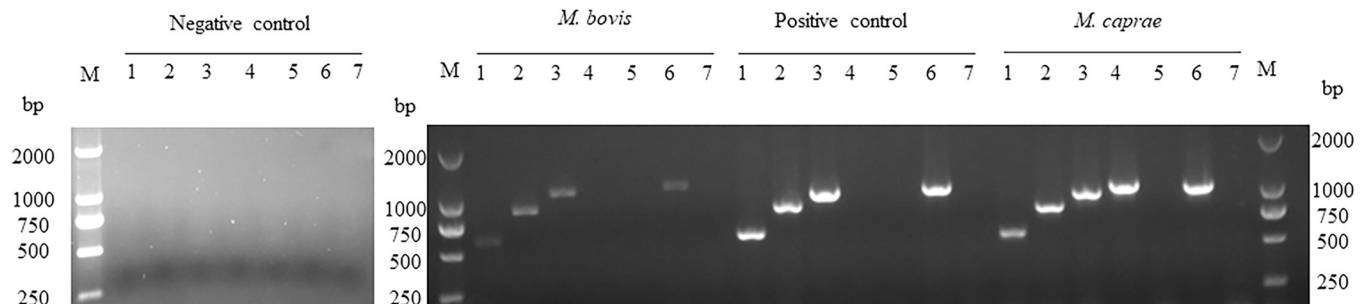 Negative control
M. bovis
Positive control
M. caprae
M 1 2 3 4 5 6 7
M 1 2 3 4 5 6 7
1 2 3 4 5 6 7
1 2 3 4 5 6 7 M
bp
bp
bp
2000
1000
750
500
250
2000
1000
750
500
250
2000
1000
750
500
250